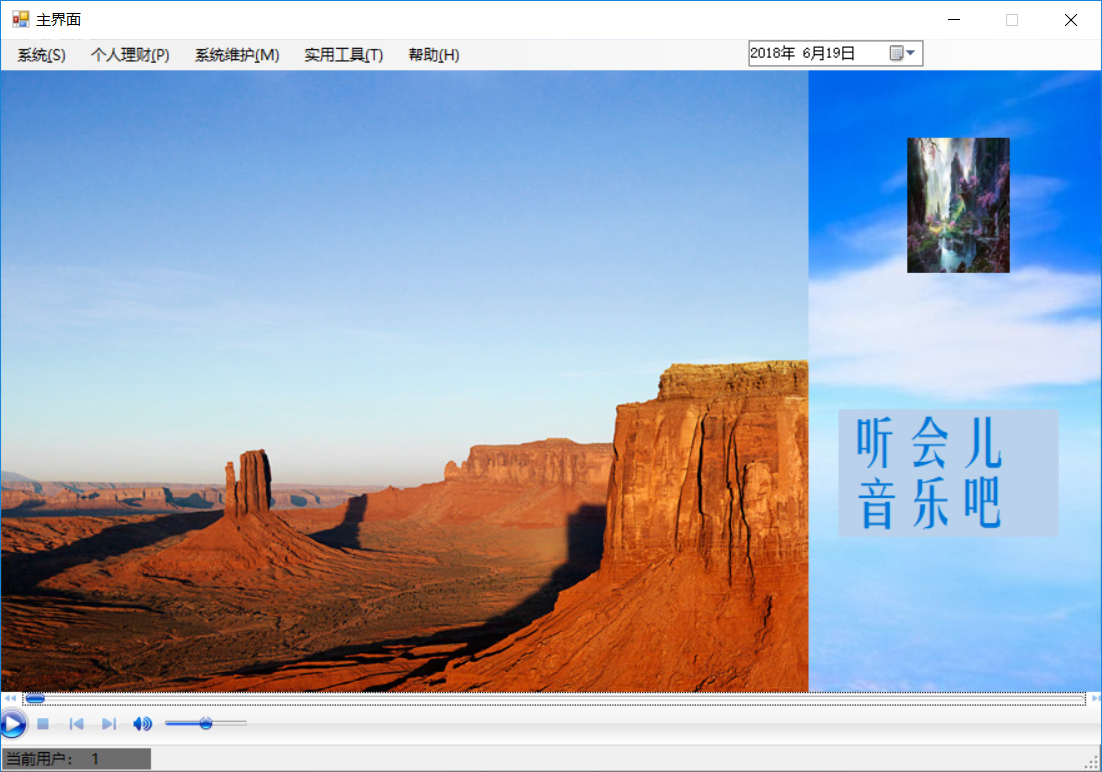 主界面
系统(S) 个人理财(P) 系统维护(M) 实用工具(T) 帮助(H) 2018年 6月19日
听会儿
音乐吧
当前用户： 1